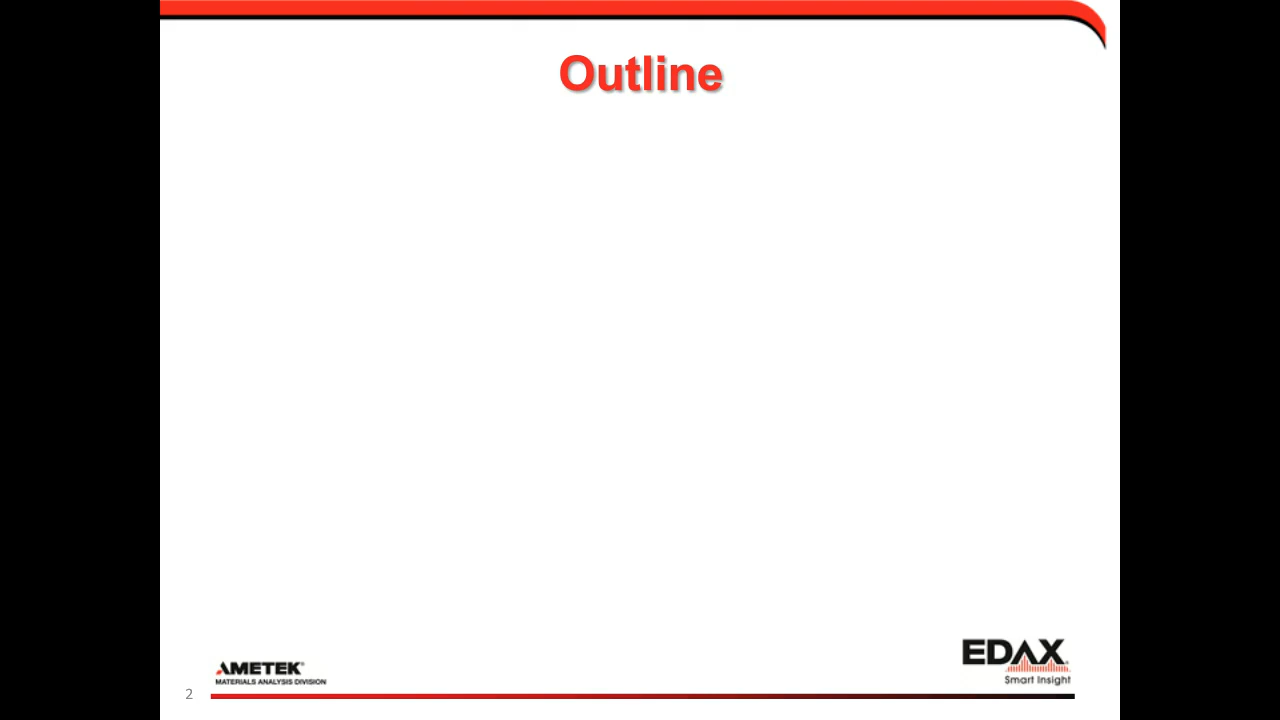 Outline
AMETEK®
MATERIALS ANALYSIS DIVISION
EDAX
Smart Insight
2